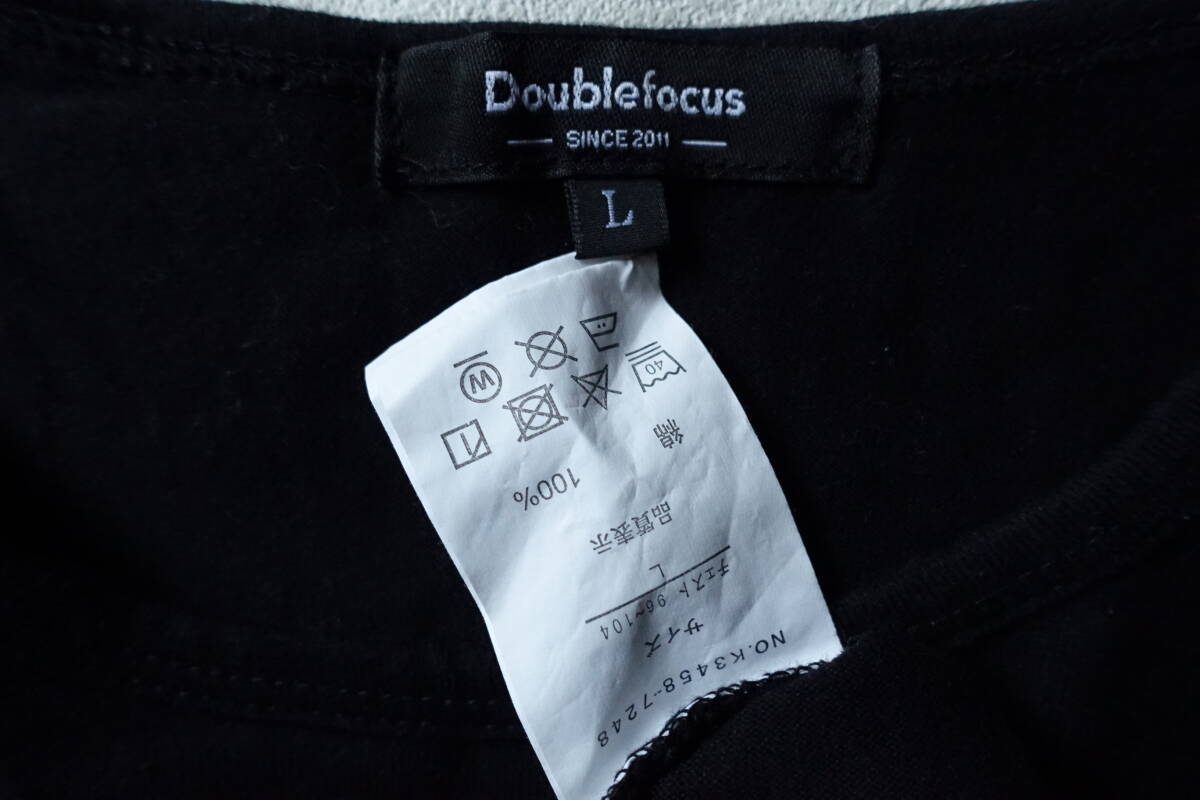 Doublefocus
SINCE 2011
L
NO.K3458-7248
サイズ
チェスト 96~104
L
品質表示
綿 100%
40
W